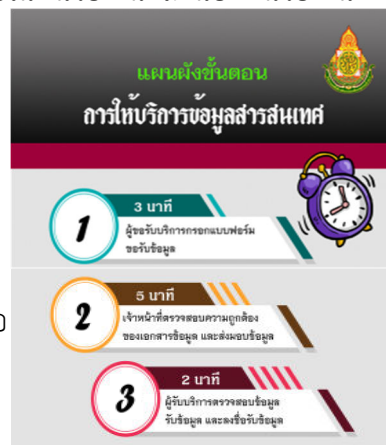 แผนผังขั้นตอน
การให้บริการข้อมูลสารสนเทศ
3 นาที
1
ผู้ขอรับบริการกรอกแบบฟอร์ม
ขอรับข้อมูล
5 นาที
2
เจ้าหน้าที่ตรวจสอบความถูกต้อง
ของเอกสารข้อมูล และส่งมอบข้อมูล
2 นาที
3
ผู้รับบริการตรวจสอบข้อมูล
รับข้อมูล และลงชื่อรับข้อมูล